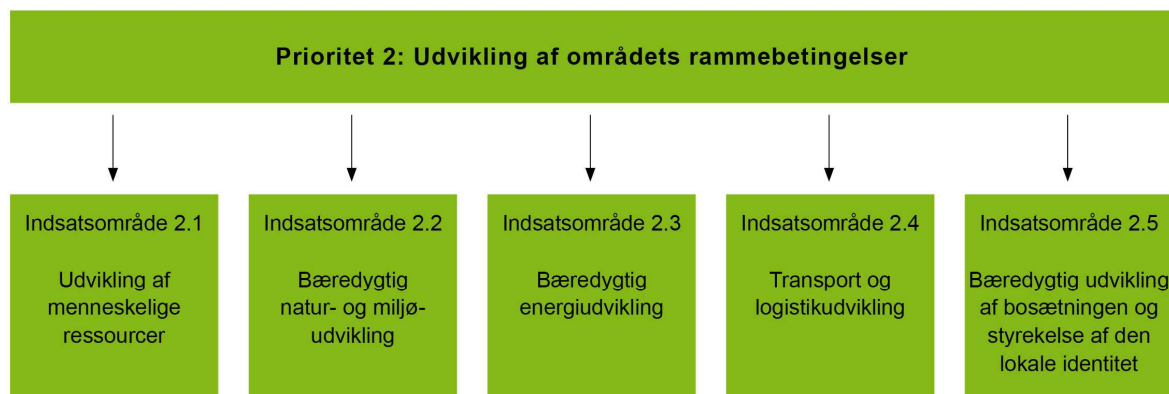 Prioritet 2: Udvikling af områdets rammebetingelser
Indsatsområde 2.1
Udvikling af
menneskelige
ressourcer
Indsatsområde 2.2
Bæredygtig
natur- og miljø-
udvikling
Indsatsområde 2.3
Bæredygtig
energiudvikling
Indsatsområde 2.4
Transport og
logistikudvikling
Indsatsområde 2.5
Bæredygtig udvikling
af bosætningen og
styrekelse af den
lokale identitet